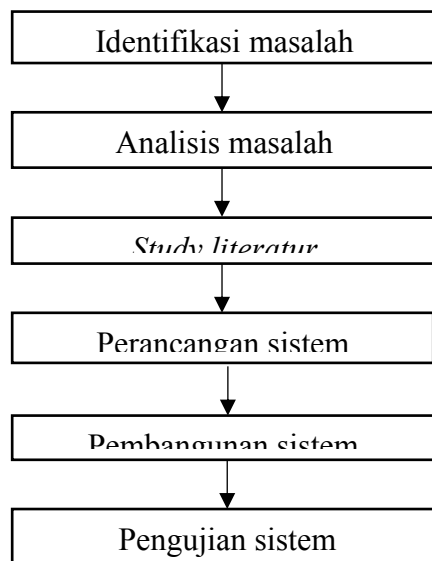 Identifikasi masalah
Analisis masalah
Study literatur
Perancangan sistem
Pembangunan sistem
Pengujian sistem